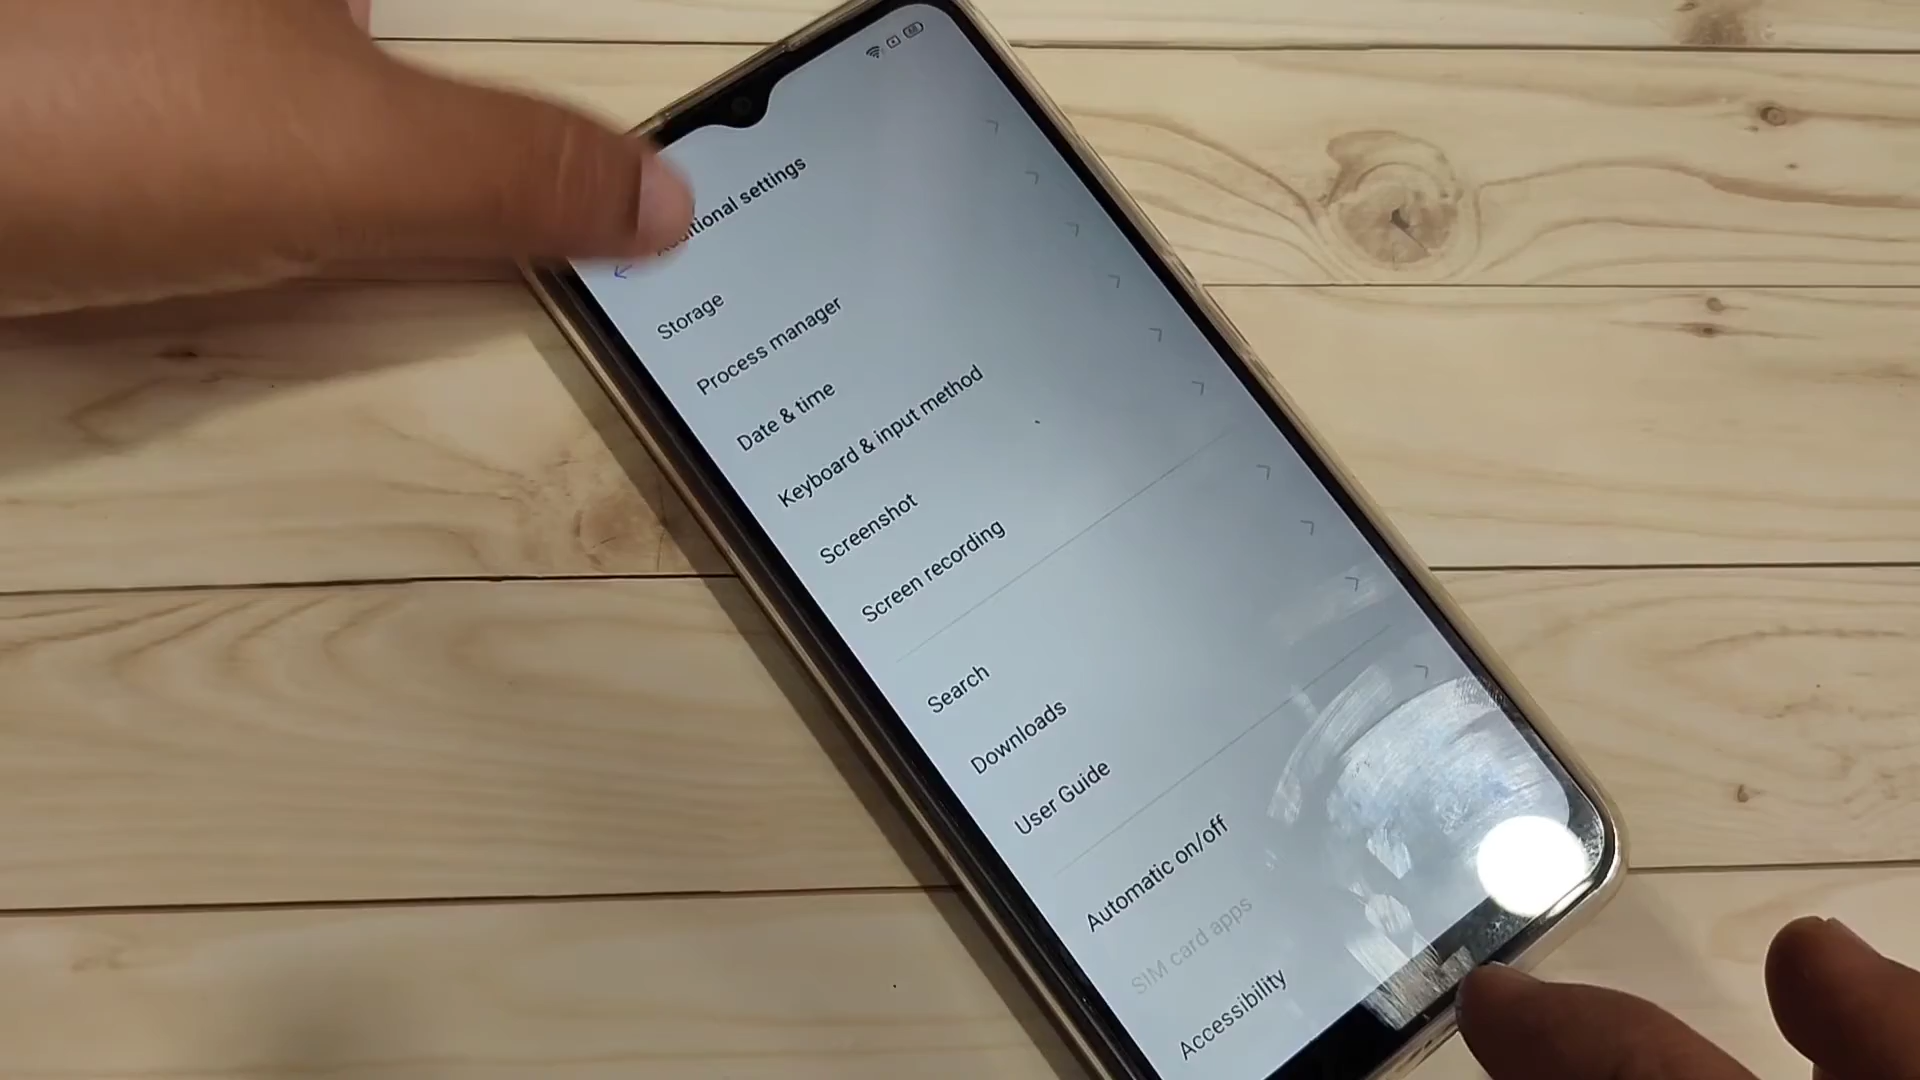 Additional settings
Storage
Process manager
Date & time
Keyboard & input method
Screenshot
Screen recording
Search
Downloads
User Guide
Automatic on/off
SIM card apps
Accessibility